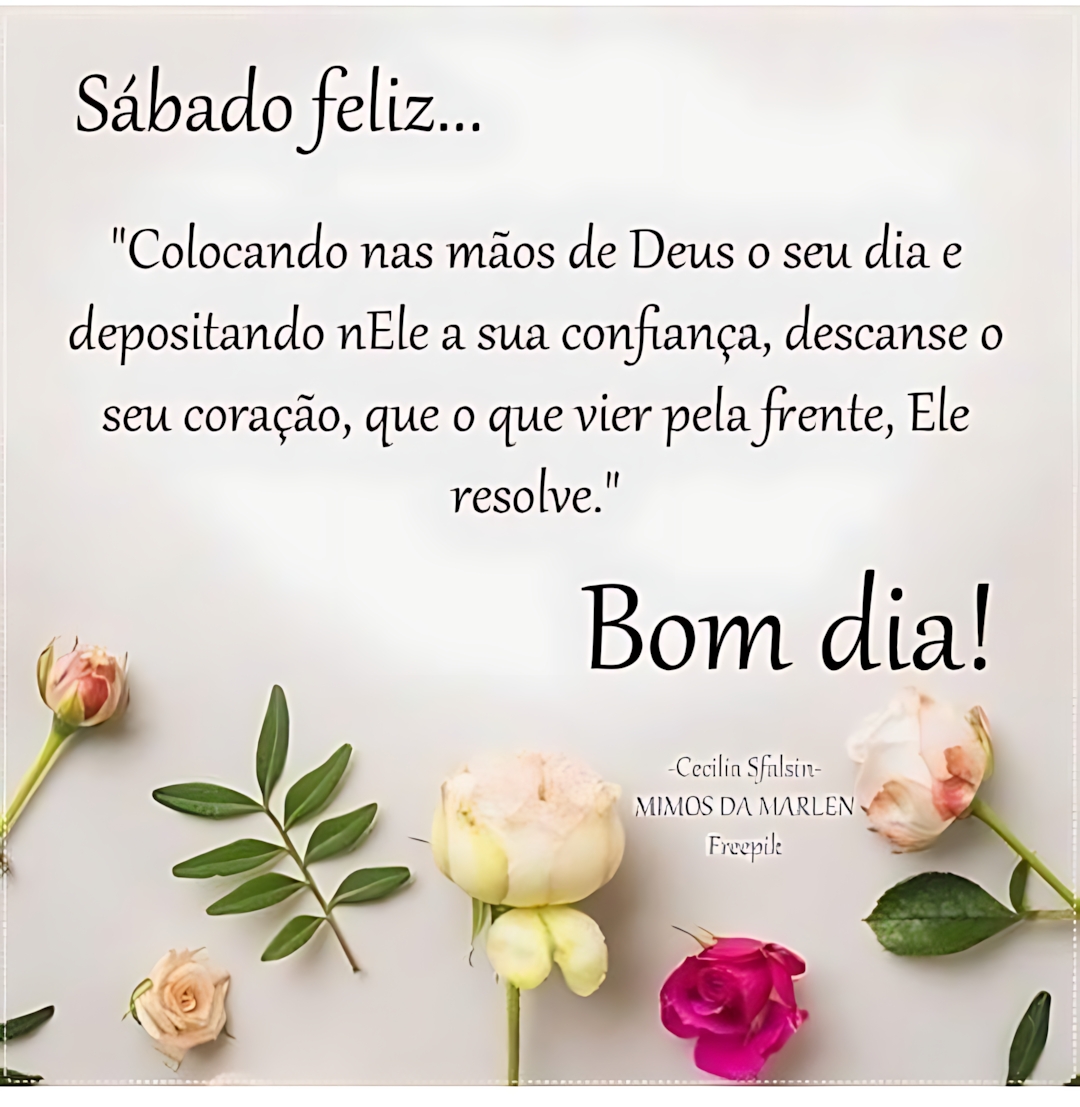 Sábado feliz...
"Colocando nas mãos de Deus o seu dia e
depositando nEle a sua confiança, descanse o
seu coração, que o que vier pela frente, Ele
resolve."
Bom dia!
-Cecilia Sfalsin-
MIMOS DA MARLEN
Freepik